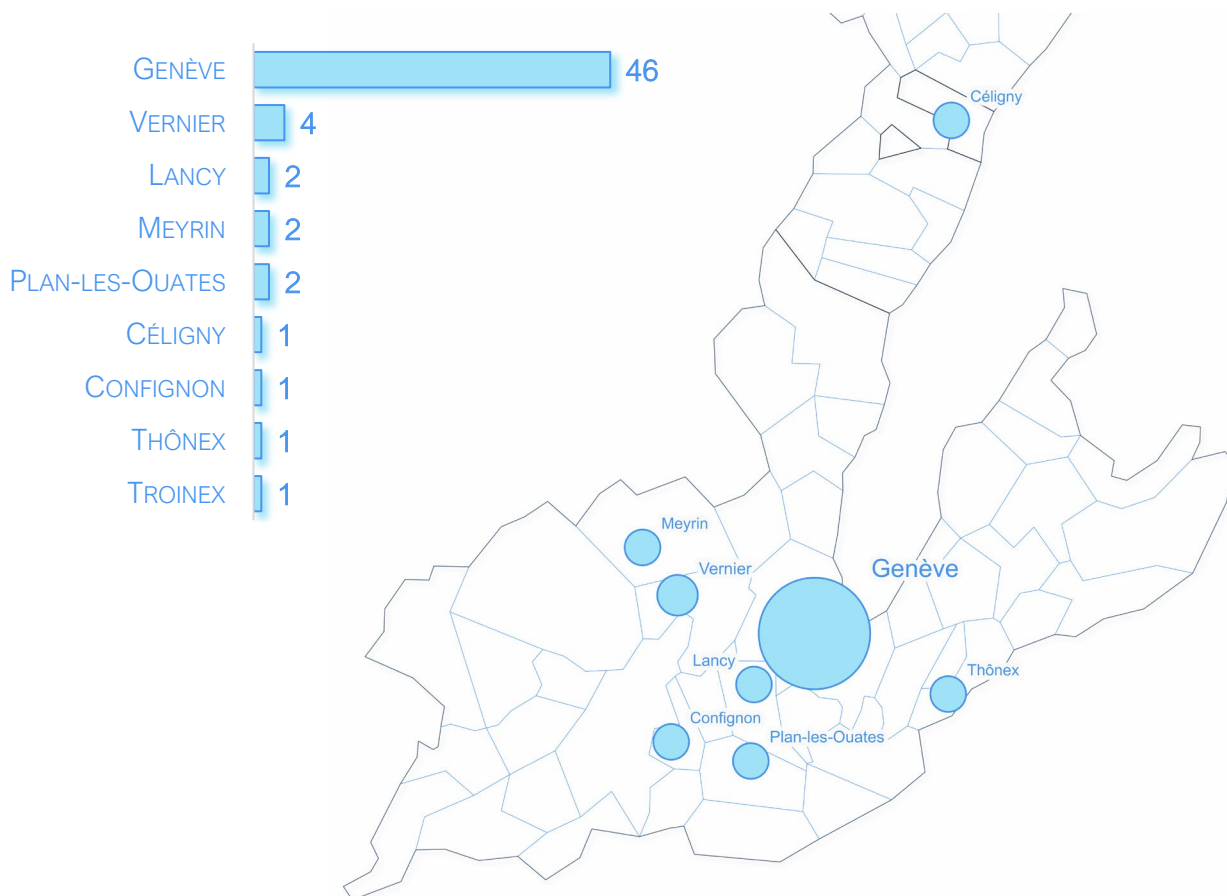 GENÈVE 46
VERNIER 4
LANCY 2
MEYRIN 2
PLAN-LES-OUATES 2
CÉLIGNY 1
CONFIGNON 1
THÔNEX 1
TROINEX 1
Céligny
Meyrin
Vernier
Genève
Lancy
Thônex
Confignon
Plan-les-Ouates